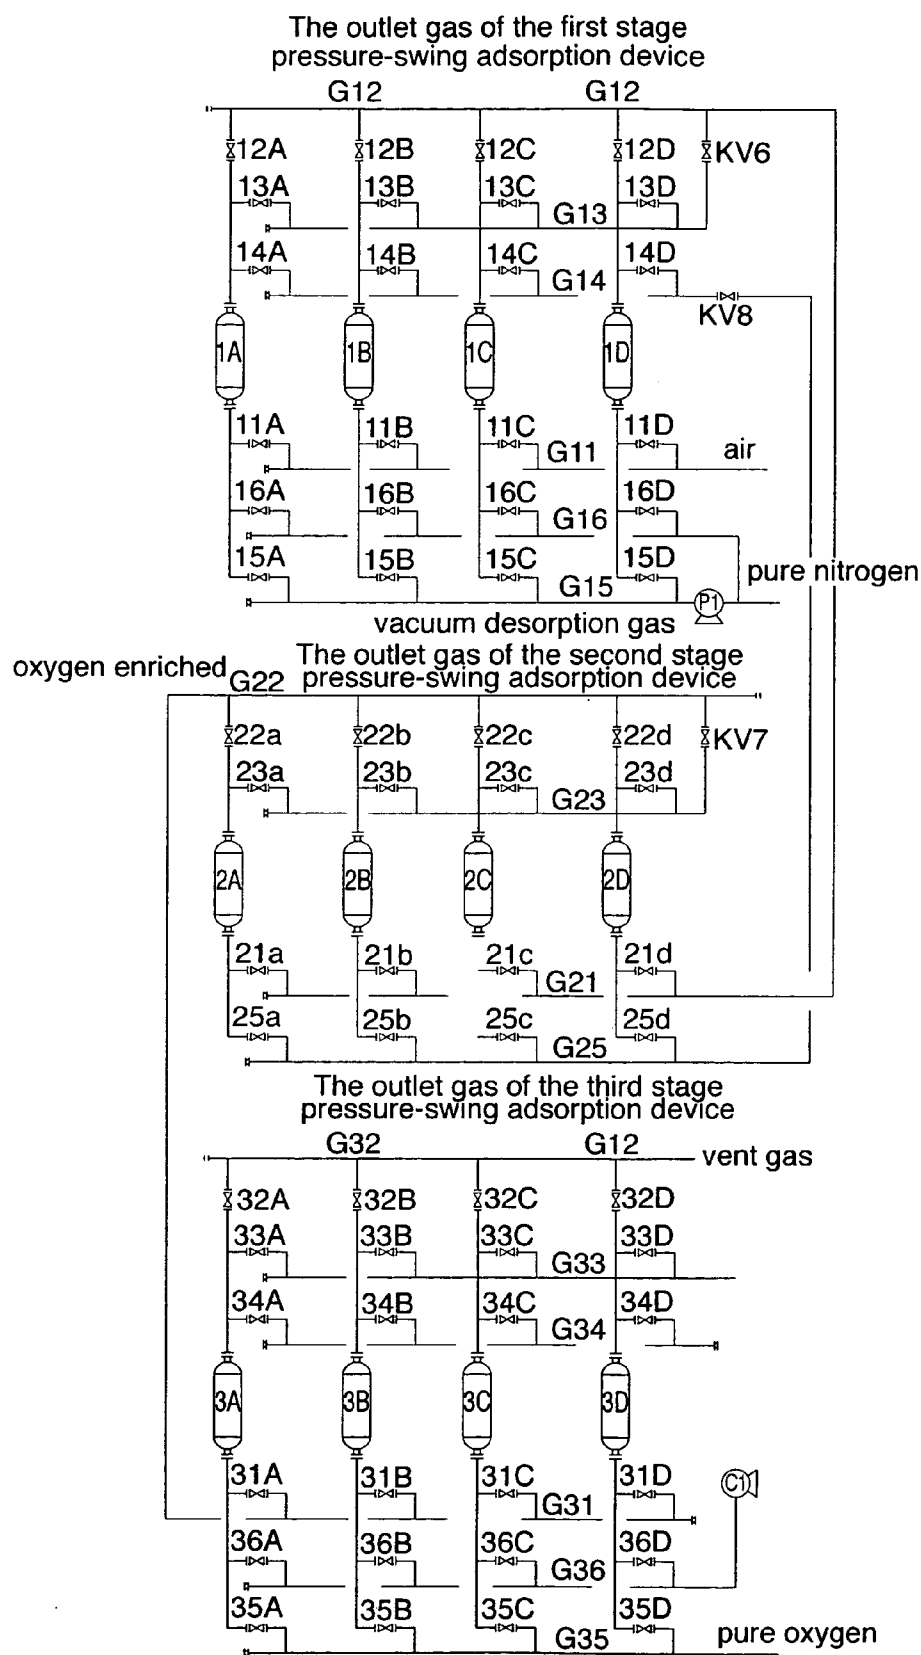 The outlet gas of the first stage
pressure-swing adsorption device
G12 G12
12A 12B 12C 12D KV6
13A 13B 13C 13D
G13
14A 14B 14C 14D
G14
KV8
1A 1B 1C 1D
11A 11B 11C 11D
G11 air
16A 16B 16C 16D
G16
15A 15B 15C 15D pure nitrogen
G15 P1
vacuum desorption gas
The outlet gas of the second stage
oxygen enriched pressure-swing adsorption device
G22
22a 22b 22c 22d KV7
23a 23b 23c 23d
G23
2A 2B 2C 2D
21a 21b 21c 21d
G21
25a 25b 25c 25d
G25
The outlet gas of the third stage
pressure-swing adsorption device
G32 G12
vent gas
32A 32B 32C 32D
33A 33B 33C 33D
G33
34A 34B 34C 34D
G34
3A 3B 3C 3D
31A 31B 31C 31D C1
G31
36A 36B 36C 36D
G36
35A 35B 35C 35D
G35 pure oxygen